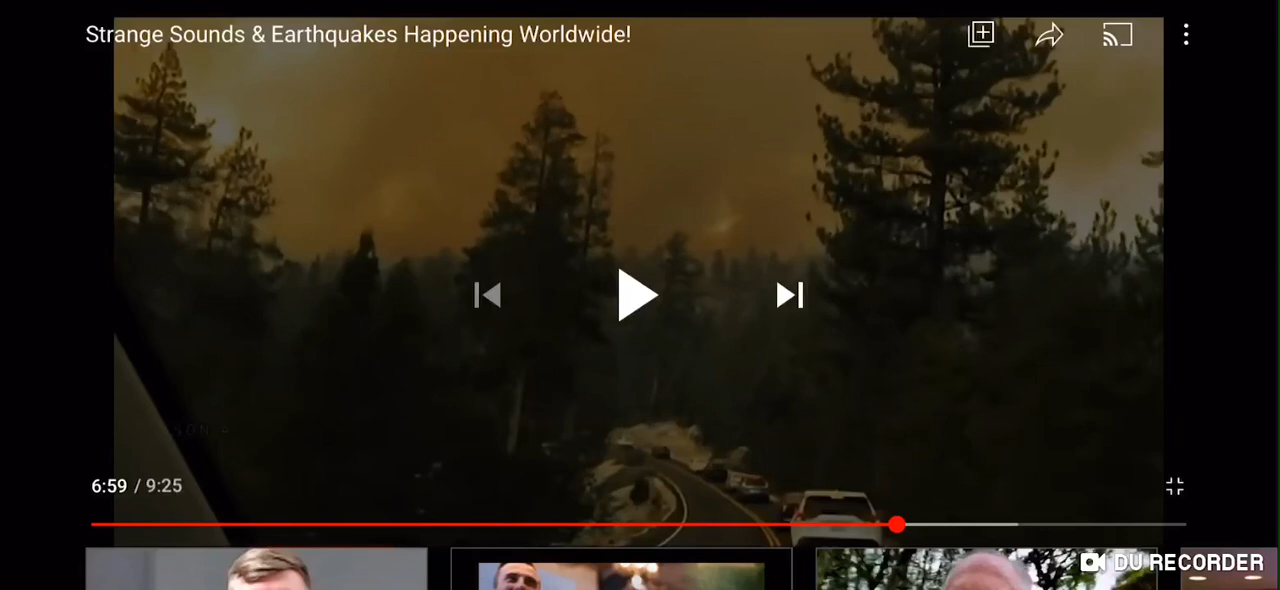 Strange Sounds & Earthquakes Happening Worldwide!
6:59 / 9:25
DU RECORDER